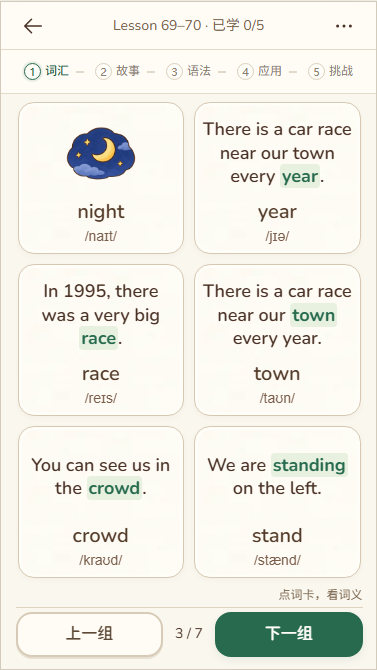 Lesson 69–70 · 已学 0/5
1 词汇 – 2 故事 – 3 语法 – 4 应用 – 5 挑战
night
/naɪt/
There is a car race
near our town
every year.
year
/jɪə/
In 1995, there
was a very big
race.
race
/reɪs/
There is a car race
near our town
every year.
town
/taʊn/
You can see us in
the crowd.
crowd
/kraʊd/
We are standing
on the left.
stand
/stænd/
点词卡，看词义
上一组 3 / 7 下一组